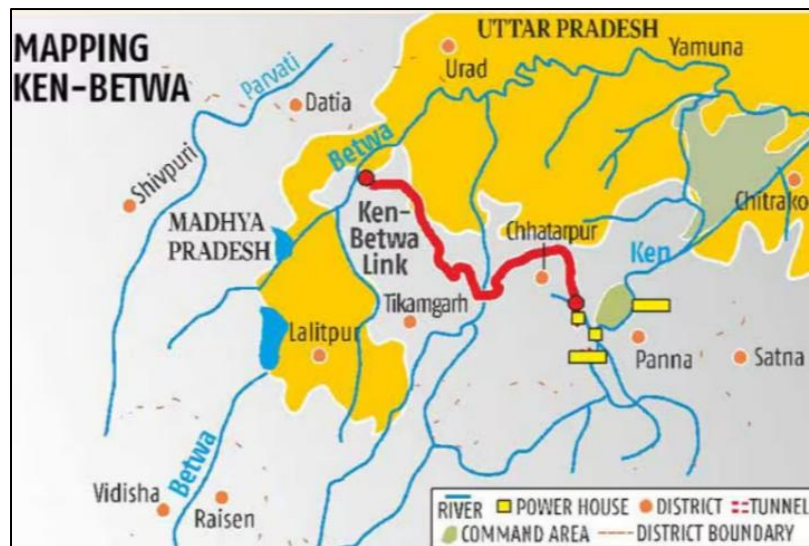 MAPPING
KEN-BETWA
UTTAR PRADESH
Yamuna
Urad
Parvati
Datia
Betwa
Shivpuri
Chitrako
MADHYA
PRADESH
Ken-
Betwa
Link
Chhatarpur
Ken
Tikamgarh
Lalitpur
Panna
Satna
Betwa
Vidisha
Raisen
RIVER POWER HOUSE DISTRICT TUNNEL
COMMAND AREA DISTRICT BOUNDARY